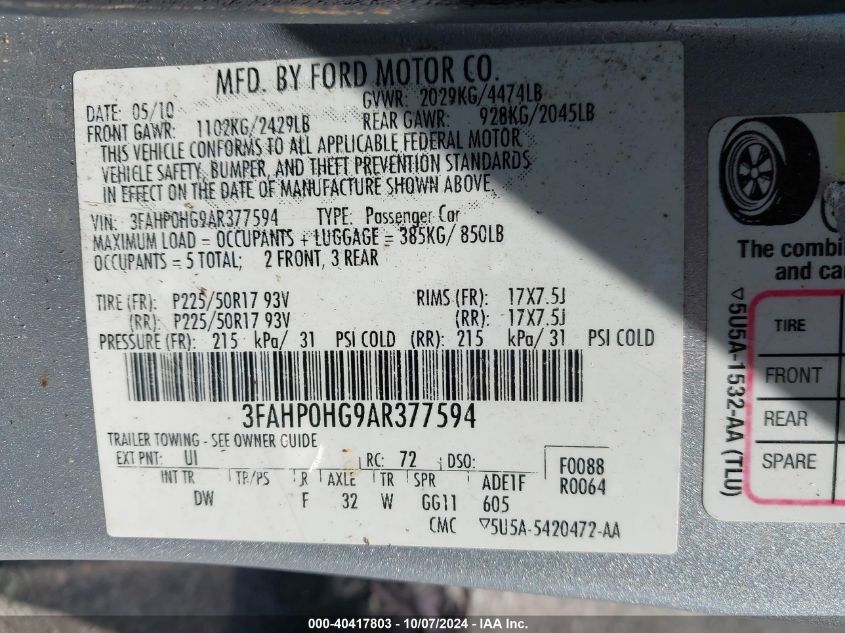 MFD. BY FORD MOTOR CO.
DATE: 05/10 GVWR: 2029KG/4474LB
FRONT GAWR: 1102KG/2429LB REAR GAWR: 928KG/2045LB
THIS VEHICLE CONFORMS TO ALL APPLICABLE FEDERAL MOTOR
VEHICLE SAFETY, BUMPER, AND THEFT PREVENTION STANDARDS
IN EFFECT ON THE DATE OF MANUFACTURE SHOWN ABOVE.
VIN: 3FAHP0HG9AR377594 TYPE: Passenger Car
MAXIMUM LOAD = OCCUPANTS + LUGGAGE = 385KG/ 850LB
OCCUPANTS = 5 TOTAL; 2 FRONT, 3 REAR
TIRE (FR): P225/50R17 93V RIMS (FR): 17X7.5J
(RR): P225/50R17 93V (RR): 17X7.5J
PRESSURE (FR): 215 kPa/ 31 PSI COLD (RR): 215 kPa/ 31 PSI COLD
3FAHP0HG9AR377594
TRAILER TOWING - SEE OWNER GUIDE
EXT PNT: UI RC: 72 DSO: F0088
INT TR TP/PS R AXLE TR SPR ADE1F R0064
DW F 32 W GG11 605
CMC 5U5A-5420472-AA
The combin
and ca
TIRE
FRONT
REAR
SPARE
5U5A-1532-AA (TLU)
000-40417803 - 10/07/2024 - IAA Inc.